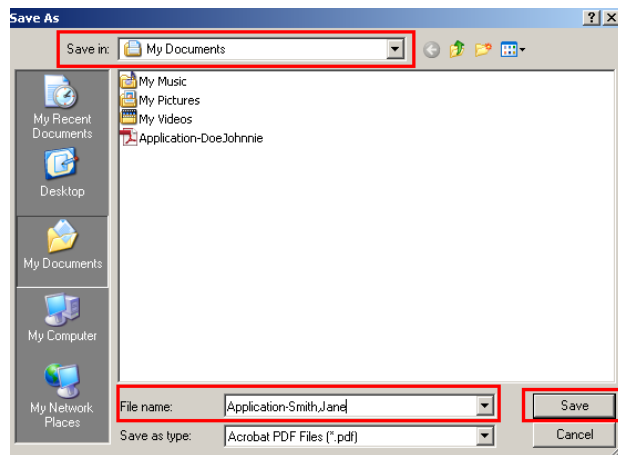 Save As
Save in: My Documents
My Recent
Documents
Desktop
My Documents
My Computer
My Network
Places
My Music
My Pictures
My Videos
Application-DoeJohnnie
File name: Application-Smith,Jane Save
Save as type: Acrobat PDF Files (*.pdf) Cancel